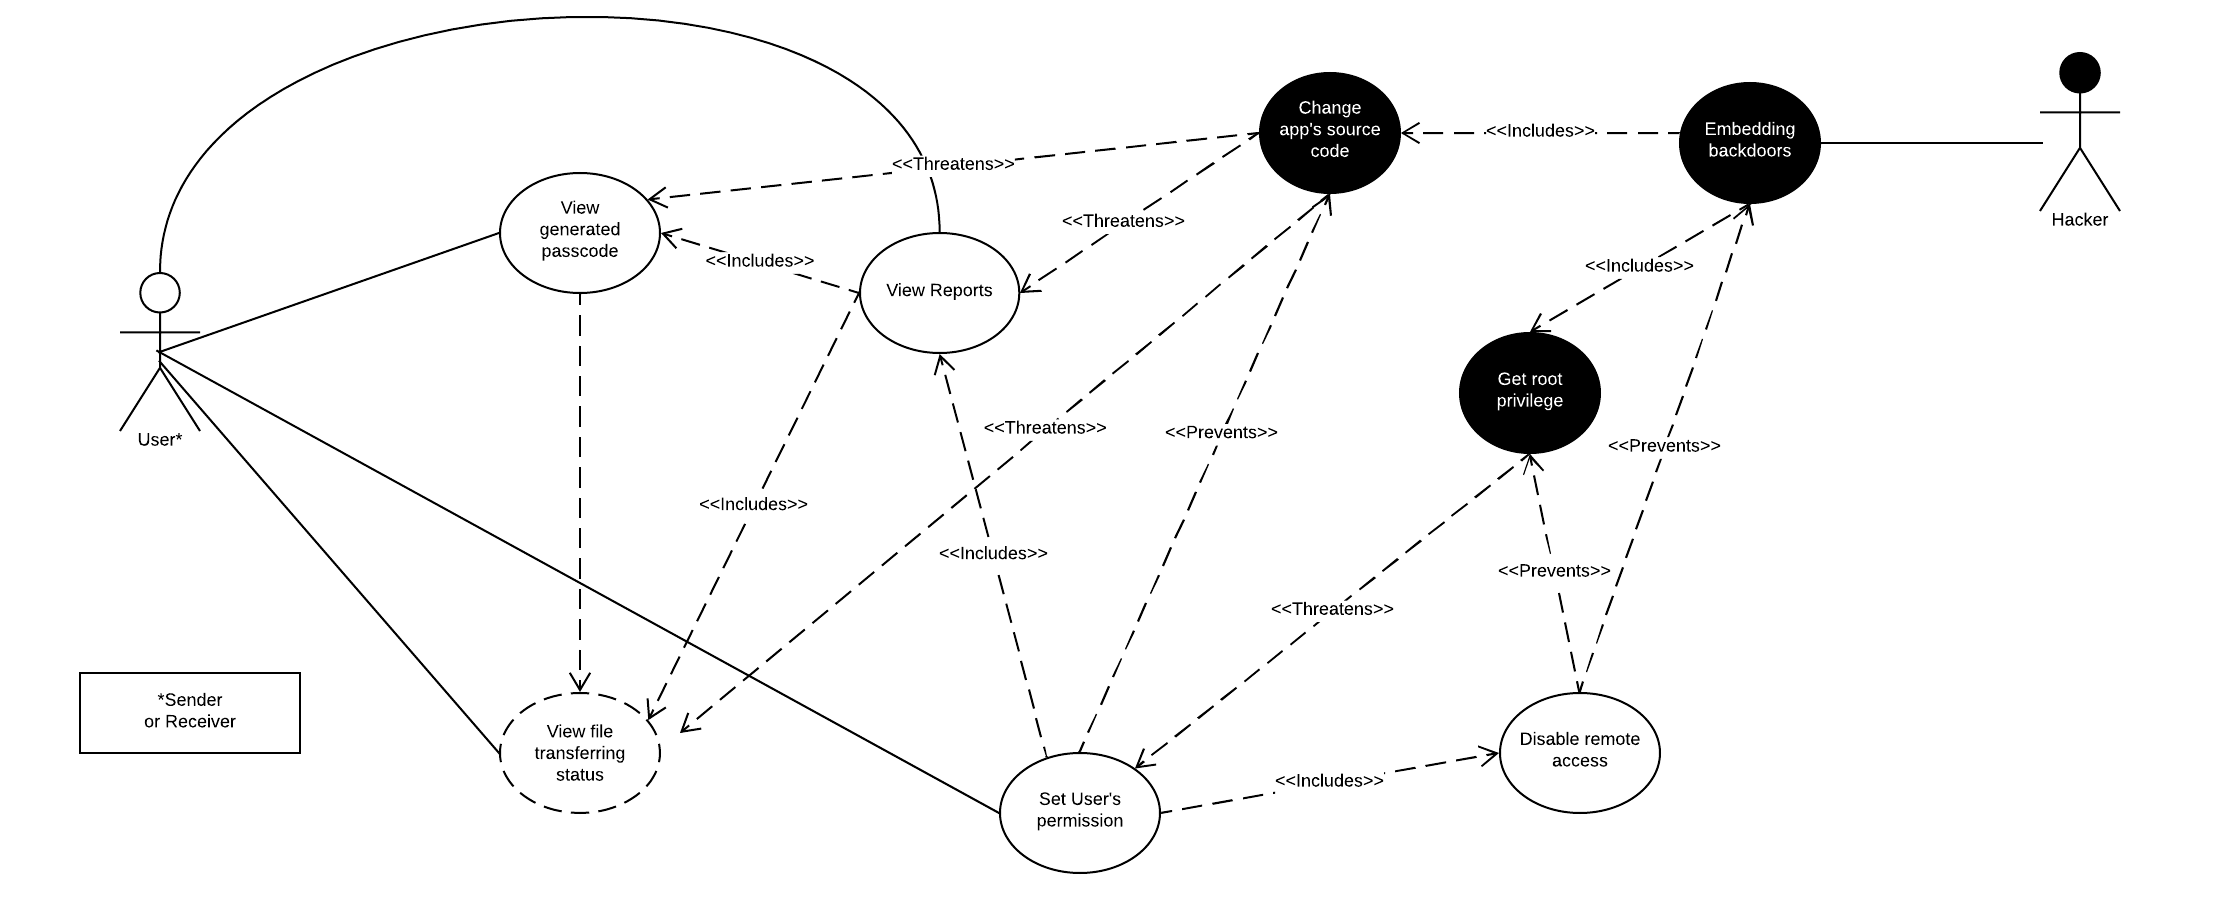 Change
app's source
code
<<Includes>>
Embedding
backdoors
Hacker
<<Threatens>>
View
generated
passcode
<<Threatens>>
<<Includes>>
View Reports
<<Includes>>
Get root
privilege
User*
<<Threatens>>
<<Prevents>>
<<Prevents>>
<<Includes>>
<<Includes>>
<<Prevents>>
<<Threatens>>
*Sender
or Receiver
View file
transferring
status
Disable remote
access
<<Includes>>
Set User's
permission